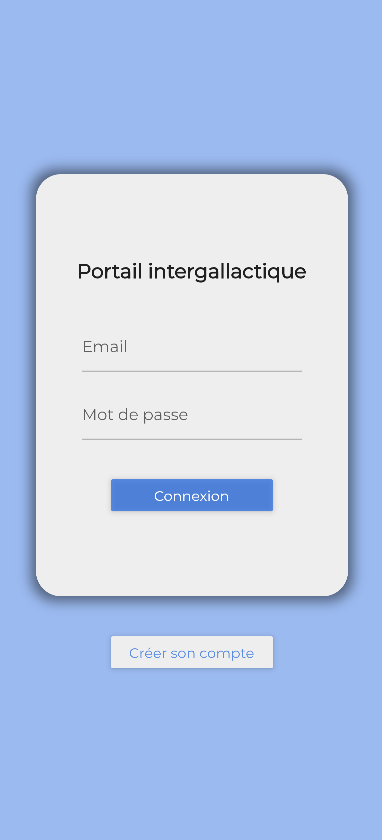 Portail intergallactique
Email
Mot de passe
Connexion
Créer son compte